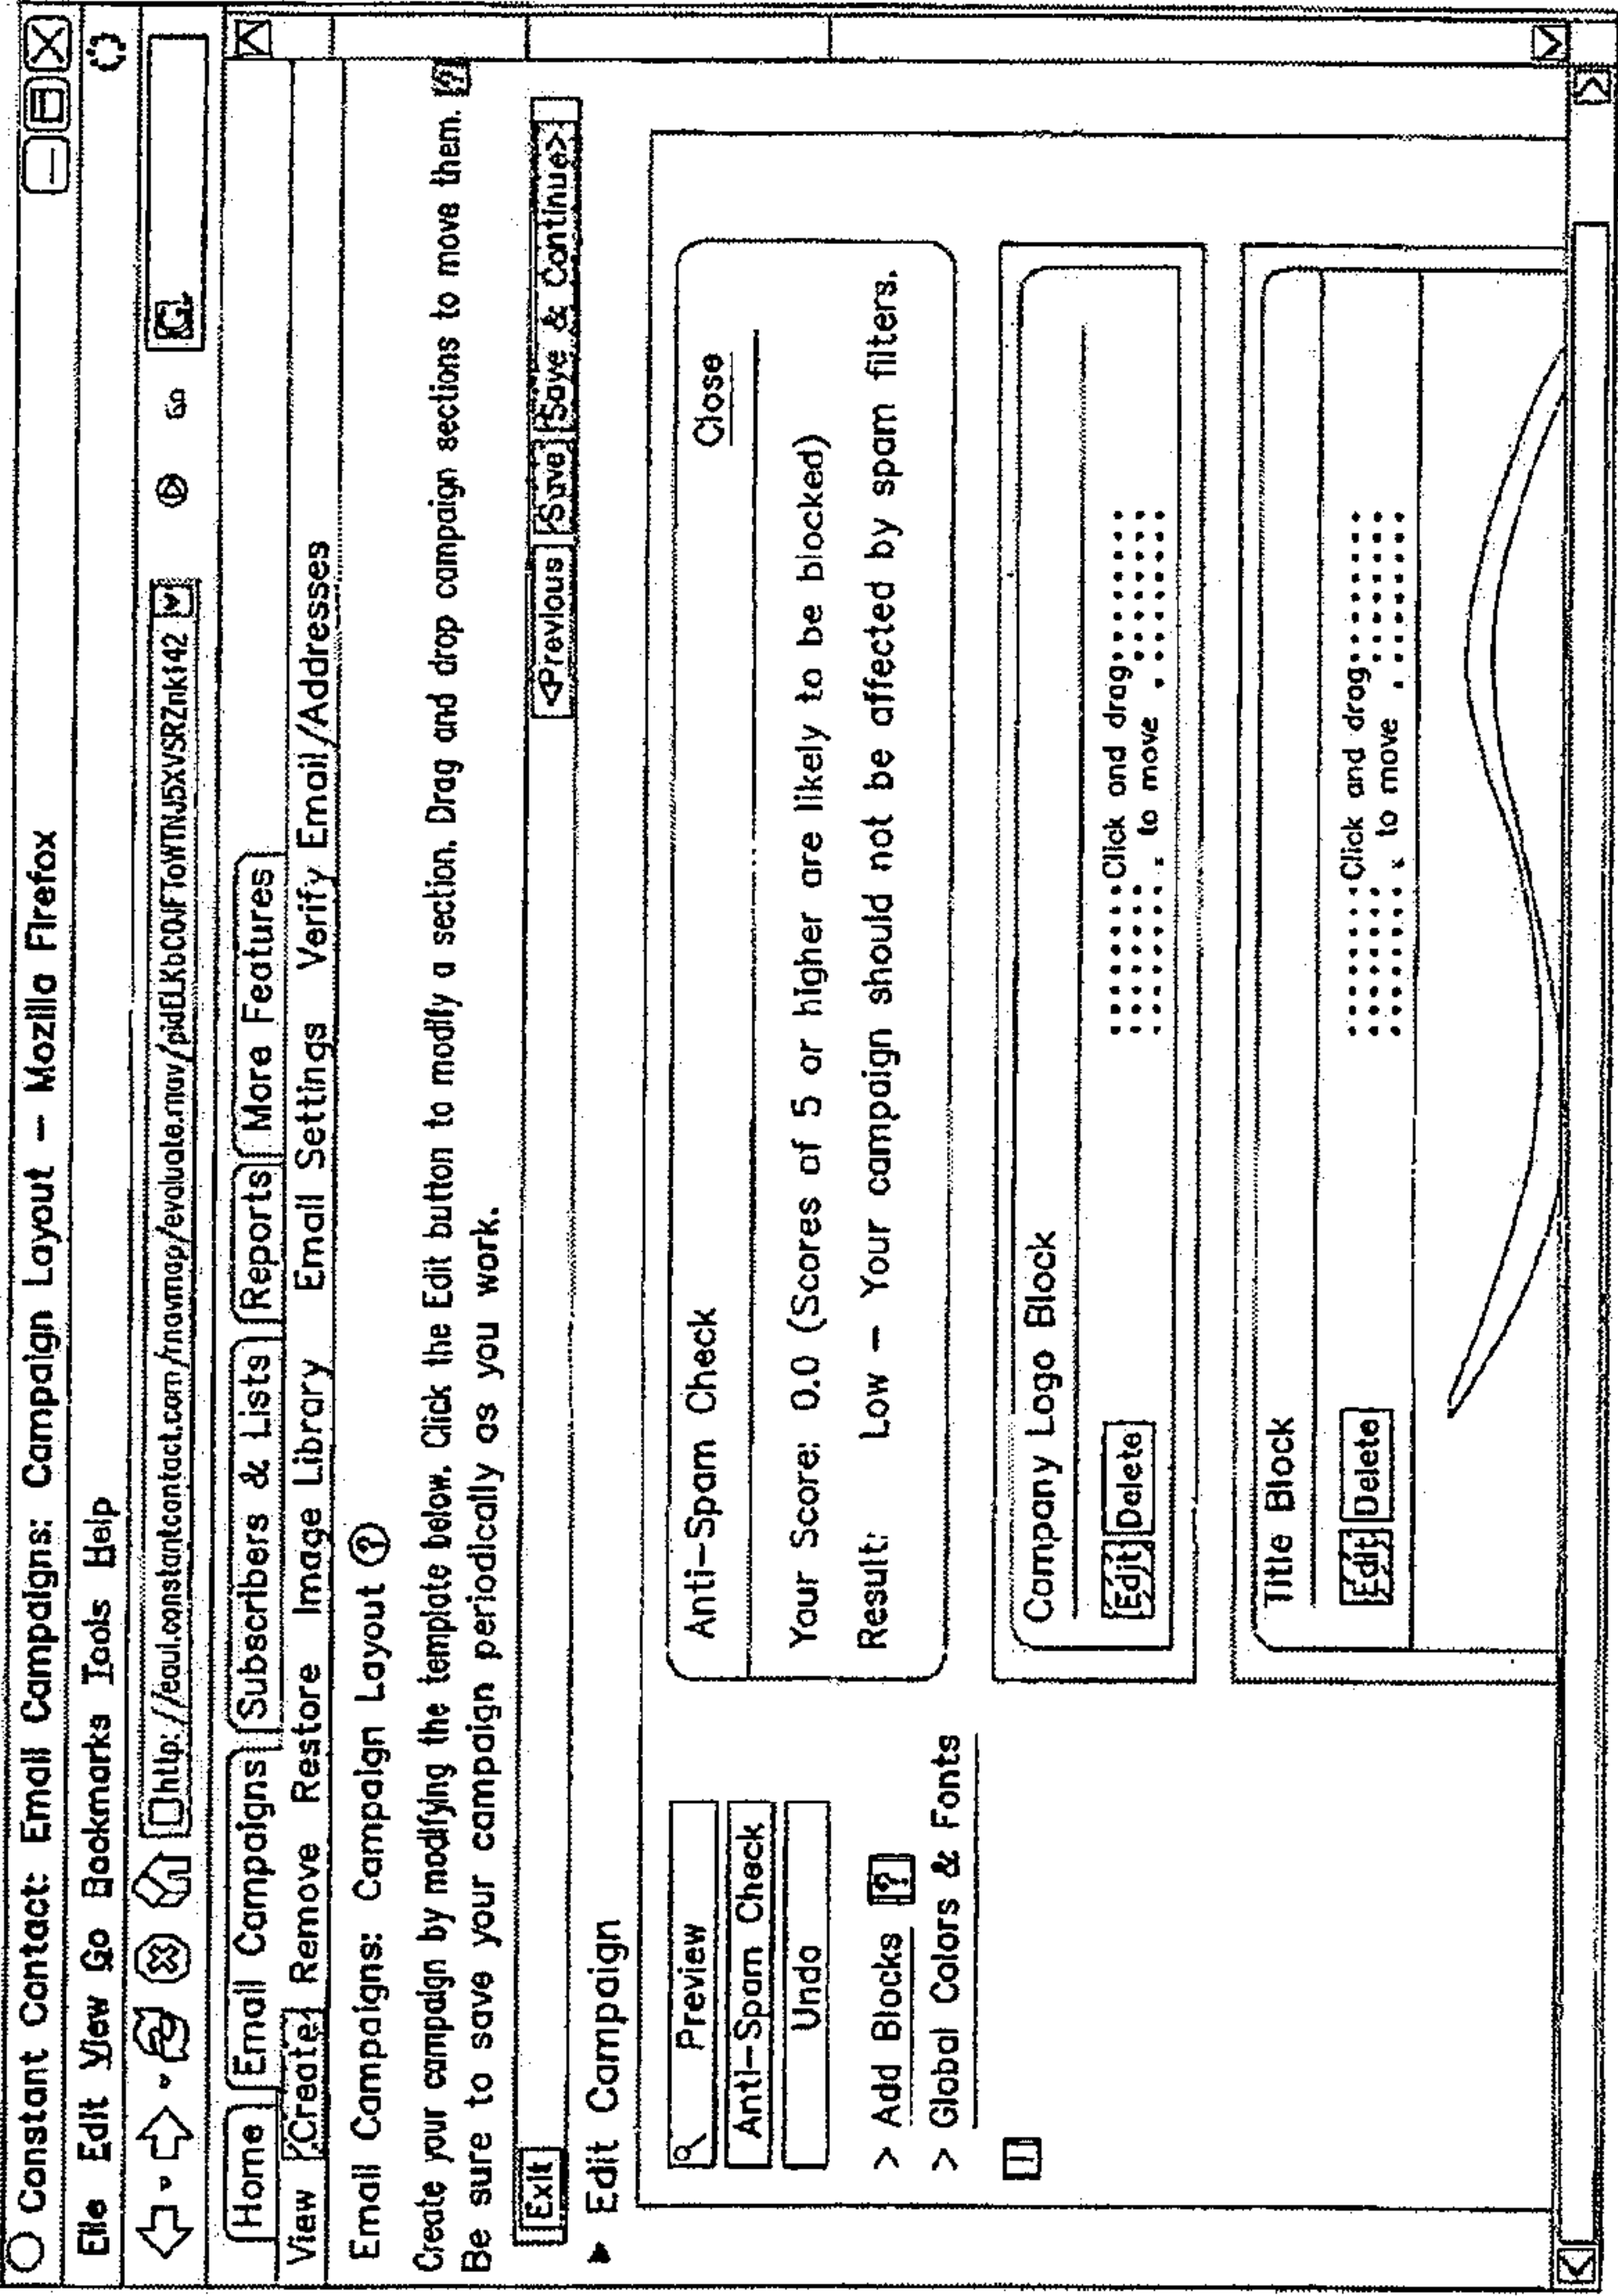 Constant Contact: Email Campaigns: Campaign Layout – Mozilla Firefox
File Edit View Go Bookmarks Tools Help
Go G
Home Email Campaigns Subscribers & Lists Reports More Features
View Create Remove Restore Image Library Email Settings Verify Email/Addresses
Email Campaigns: Campaign Layout ?
Create your campaign by modifying the template below. Click the Edit button to modify a section. Drag and drop campaign sections to move them. ?
Be sure to save your campaign periodically as you work.
Exit <Previous Save Save & Continue>
Edit Campaign
Preview
Anti-Spam Check
Undo
> Add Blocks ?
> Global Colors & Fonts
Anti-Spam Check Close
Your Score: 0.0 (Scores of 5 or higher are likely to be blocked)
Result: Low – Your campaign should not be affected by spam filters.
Company Logo Block
Edit Delete Click and drag
to move
Title Block
Edit Delete Click and drag
to move